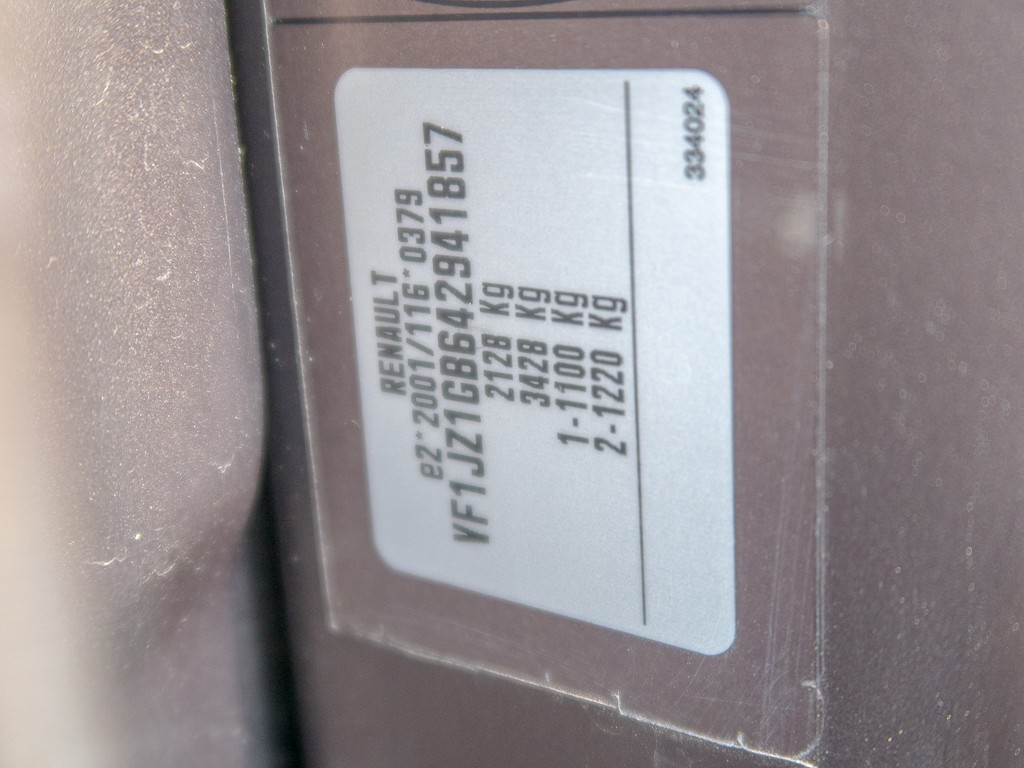 RENAULT
e2*2001/116*0379
VF1JZ1GB642941857
2128 Kg
3428 Kg
1-1100 Kg
2-1220 Kg
334024